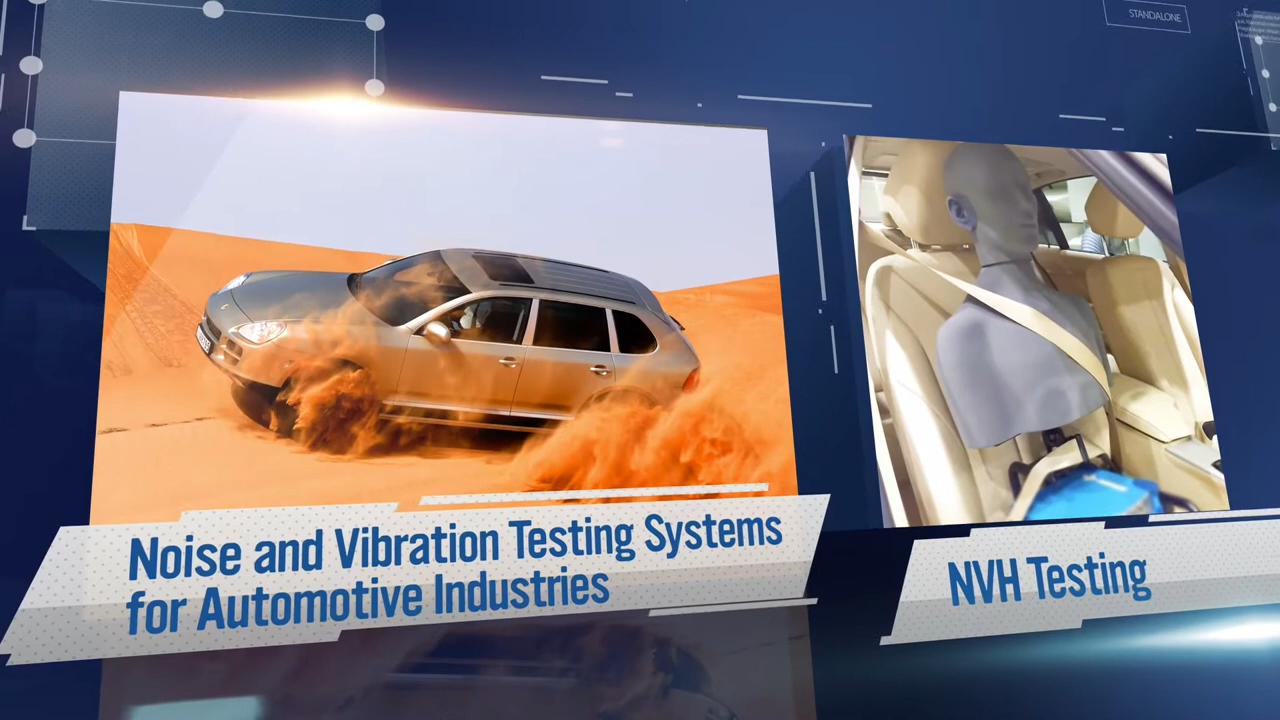 STANDALONE
Noise and Vibration Testing Systems
for Automotive Industries
NVH Testing